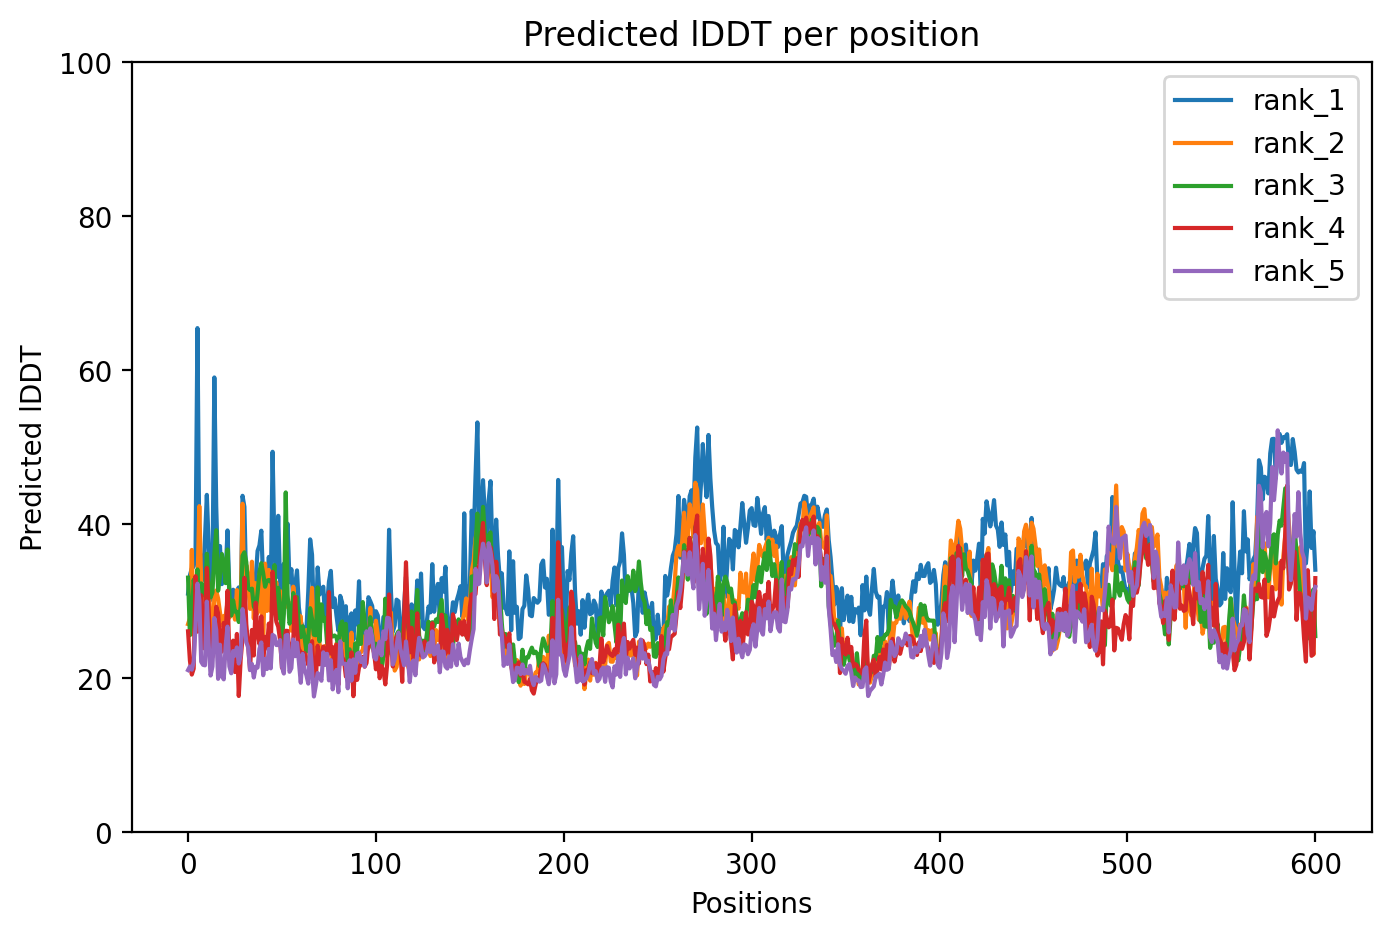 Predicted lDDT per position
100
80
60
40
20
0
Predicted lDDT
0 100 200 300 400 500 600
Positions
rank_1
rank_2
rank_3
rank_4
rank_5